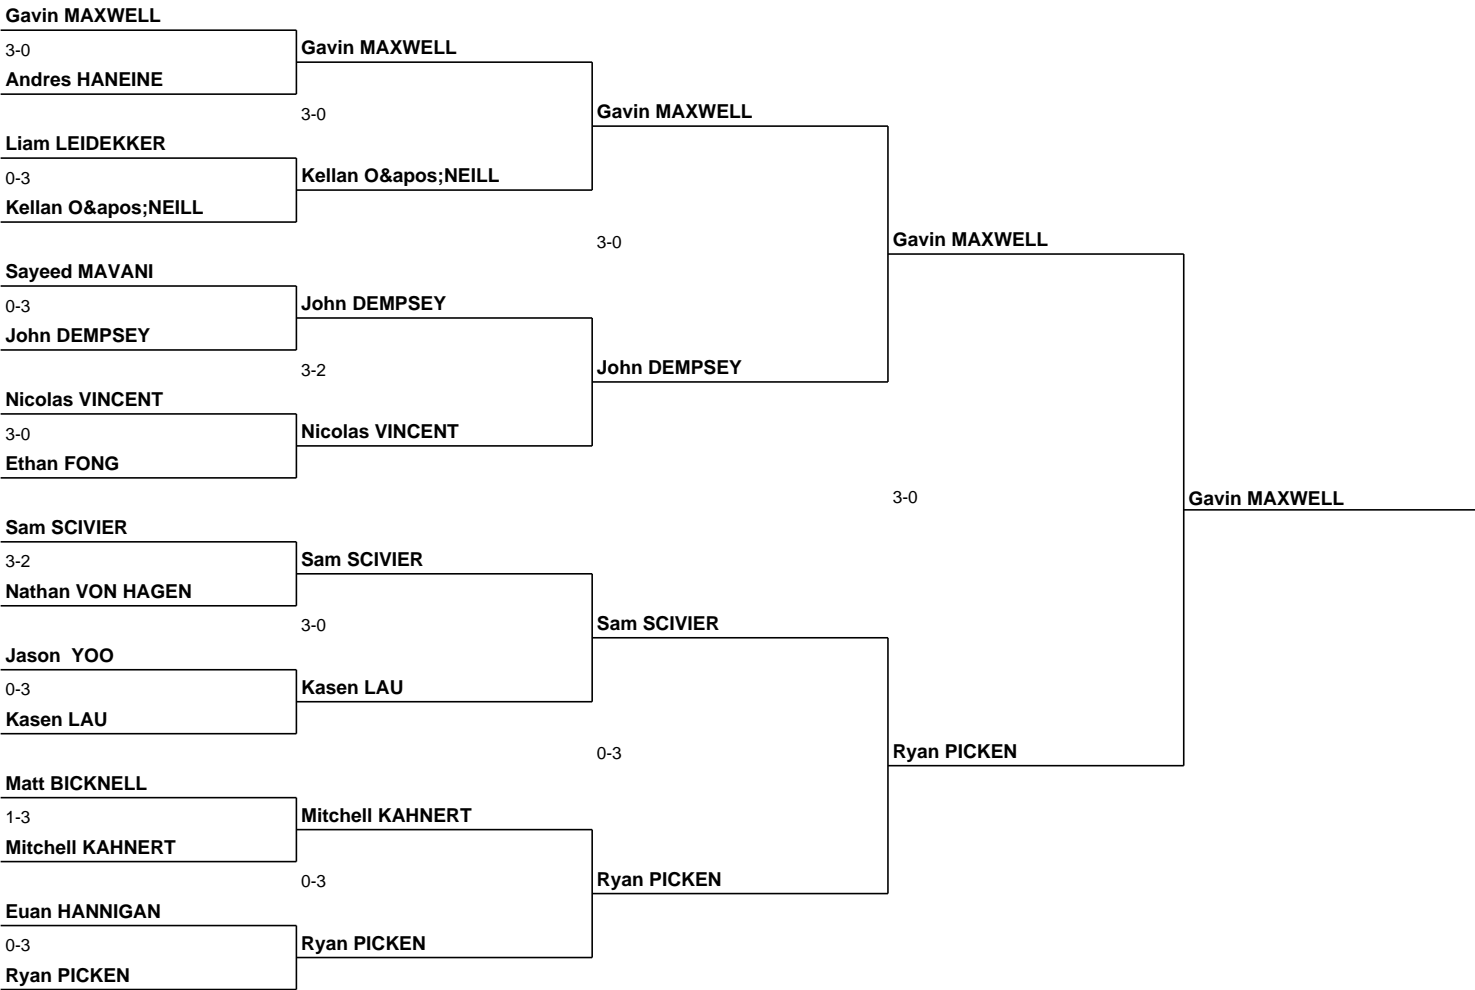 Gavin MAXWELL
3-0
Andres HANEINE
Liam LEIDEKKER
0-3
Kellan O&apos;NEILL
Sayeed MAVANI
0-3
John DEMPSEY
Nicolas VINCENT
3-0
Ethan FONG
Sam SCIVIER
3-2
Nathan VON HAGEN
Jason  YOO
0-3
Kasen LAU
Matt BICKNELL
1-3
Mitchell KAHNERT
Euan HANNIGAN
0-3
Ryan PICKEN
Gavin MAXWELL
3-0
Kellan O&apos;NEILL
John DEMPSEY
3-2
Nicolas VINCENT
Sam SCIVIER
3-0
Kasen LAU
Mitchell KAHNERT
0-3
Ryan PICKEN
Gavin MAXWELL
3-0
John DEMPSEY
Sam SCIVIER
0-3
Ryan PICKEN
Gavin MAXWELL
3-0
Ryan PICKEN
Gavin MAXWELL